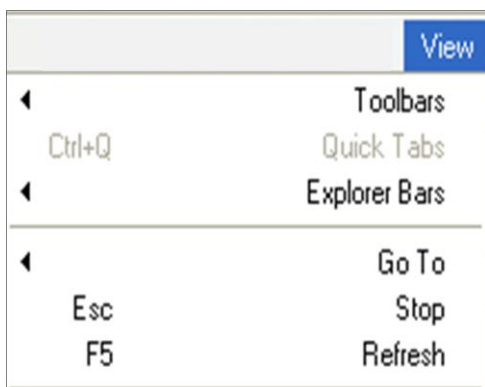 View
Toolbars
Quick Tabs Ctrl+Q
Explorer Bars
Go To
Stop Esc
Refresh F5